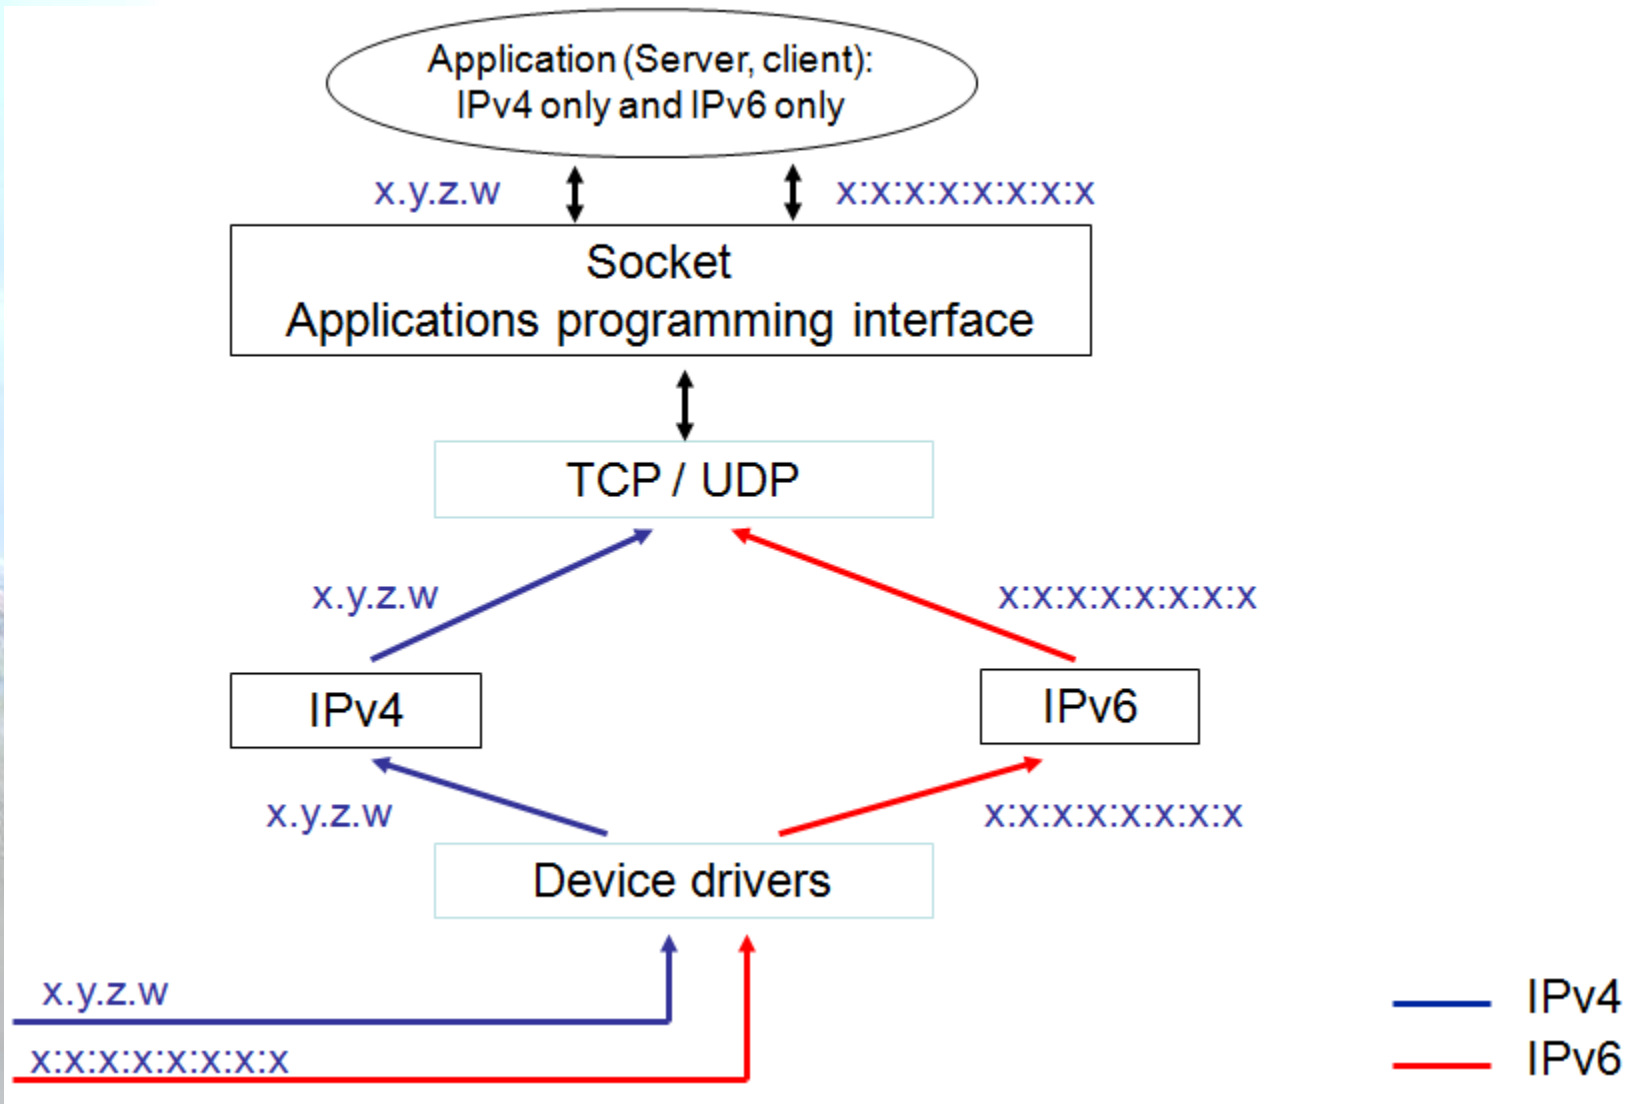 Application (Server, client):
IPv4 only and IPv6 only
x.y.z.w
x:x:x:x:x:x:x:x
Socket
Applications programming interface
TCP / UDP
x.y.z.w
x:x:x:x:x:x:x:x
IPv4
IPv6
x.y.z.w
x:x:x:x:x:x:x:x
Device drivers
x.y.z.w
x:x:x:x:x:x:x:x
IPv4
IPv6